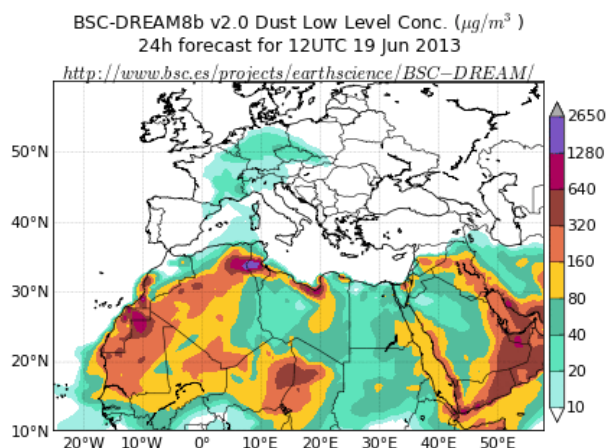 BSC-DREAM8b v2.0 Dust Low Level Conc. (μg/m³ )
24h forecast for 12UTC 19 Jun 2013
http://www.bsc.es/projects/earthscience/BSC−DREAM/
50°N
40°N
30°N
20°N
10°N
20°W 10°W 0° 10°E 20°E 30°E 40°E 50°E
2650
1280
640
320
160
80
40
20
10